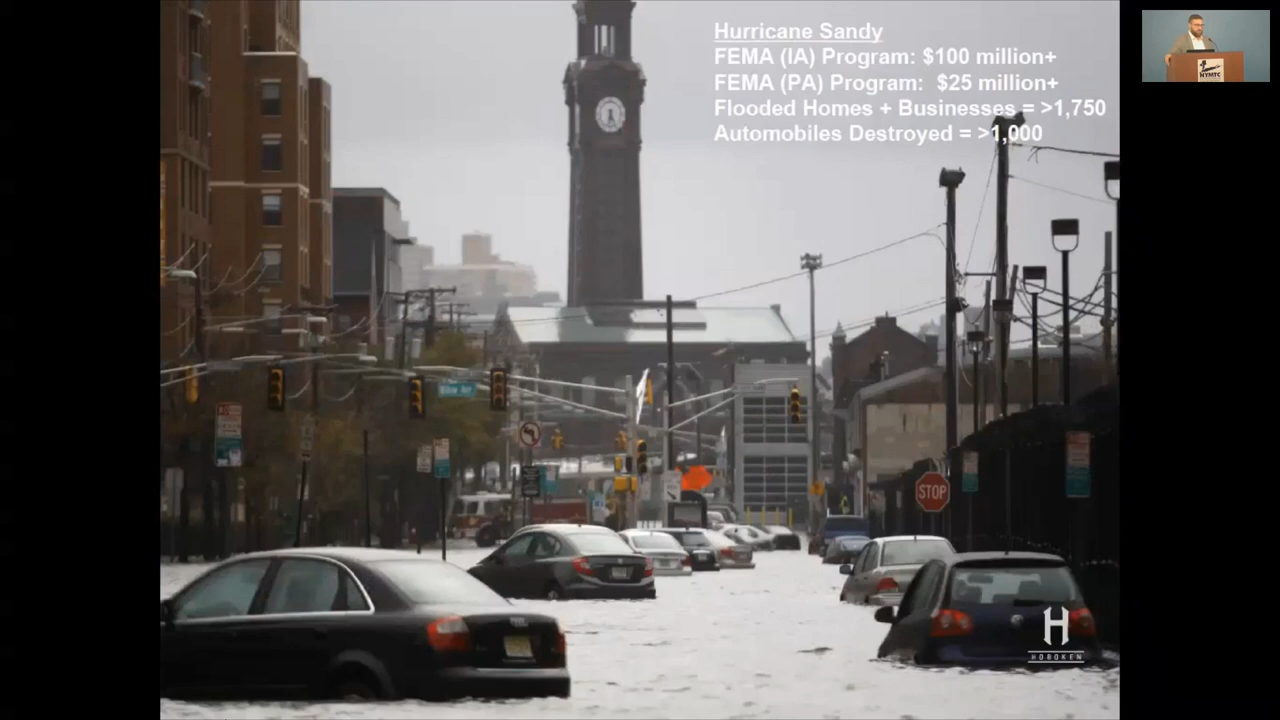 Hurricane Sandy
FEMA (IA) Program: $100 million+
FEMA (PA) Program: $25 million+
Flooded Homes + Businesses = >1,750
Automobiles Destroyed = >1,000
NYMTC
STOP
H
HOBOKEN